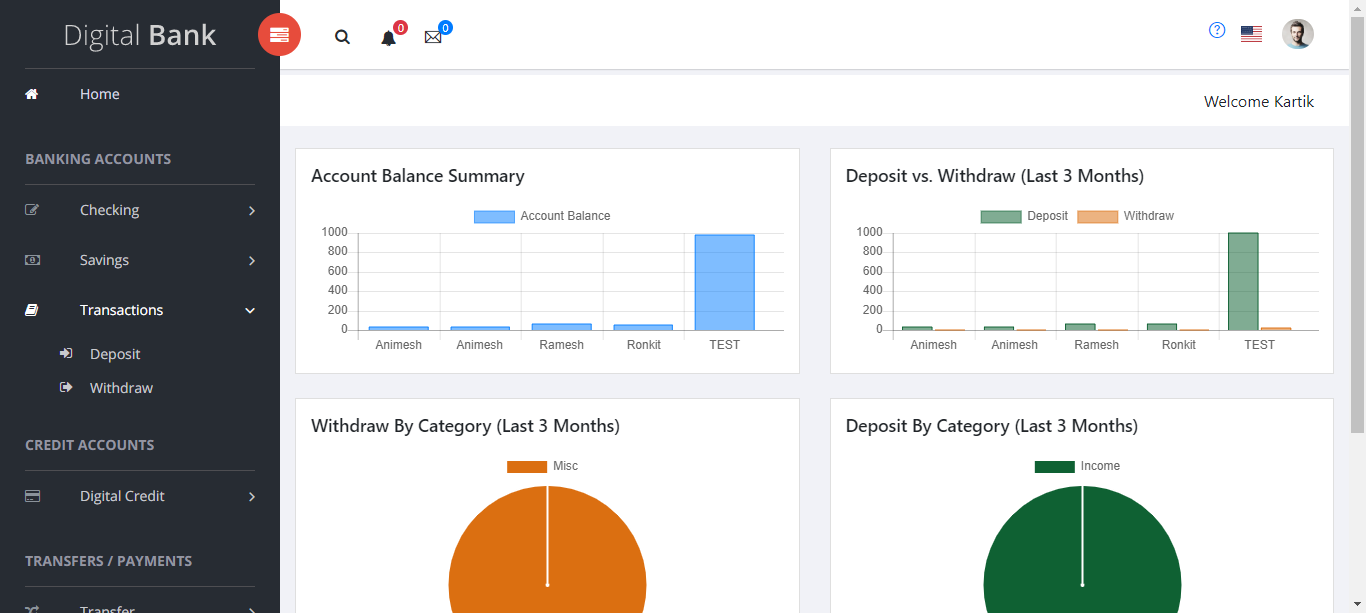 Digital Bank
0
0
Home
Welcome Kartik
BANKING ACCOUNTS
Checking
Savings
Transactions
Deposit
Withdraw
CREDIT ACCOUNTS
Digital Credit
TRANSFERS / PAYMENTS
Transfer
Account Balance Summary
Account Balance
1000
800
600
400
200
0
Animesh Animesh Ramesh Ronkit TEST
Deposit vs. Withdraw (Last 3 Months)
Deposit Withdraw
1000
800
600
400
200
0
Animesh Animesh Ramesh Ronkit TEST
Withdraw By Category (Last 3 Months)
Misc
Deposit By Category (Last 3 Months)
Income